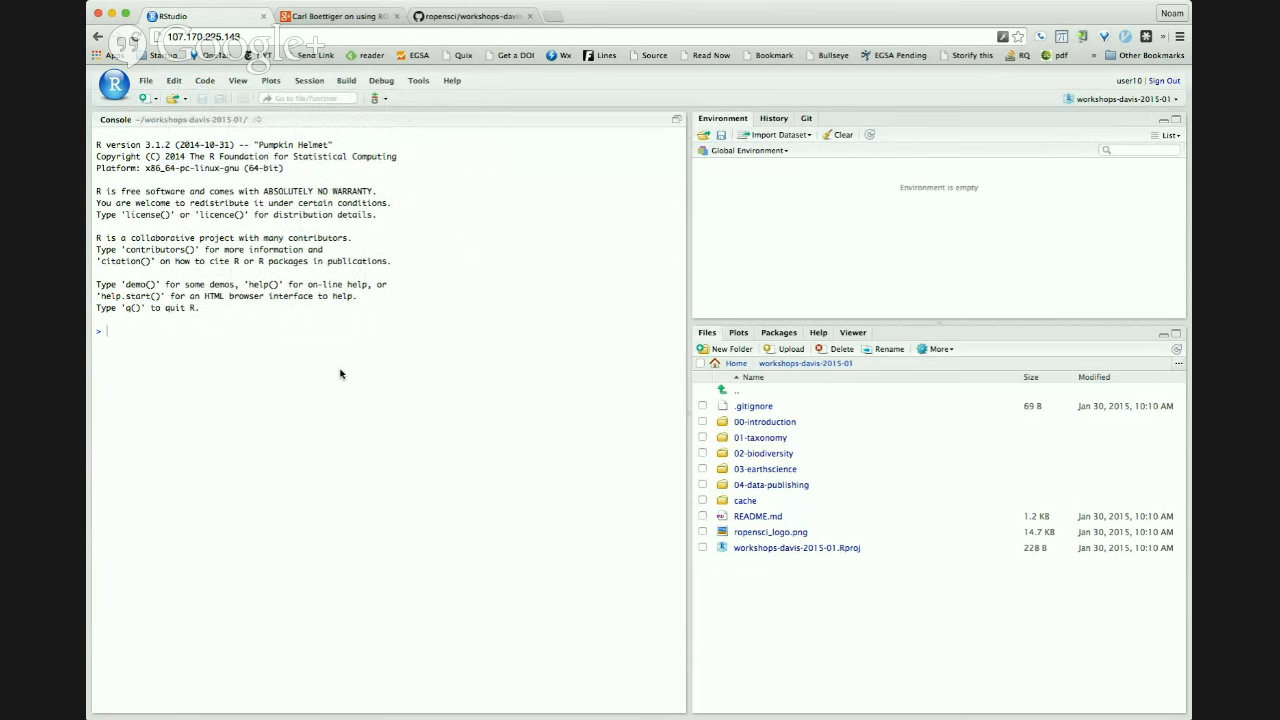 RStudio × Carl Boettiger on using RO × ropensci/workshops-davis × Noam
107.170.225.143
Google+
Apps Send Link reader EGSA Quix Get a DOI Wx Lines Source Read Now Bookmark Bullseye EGSA Pending Storify this RQ pdf » Other Bookmarks
R File Edit Code View Plots Session Build Debug Tools Help user10 | Sign Out
Go to file/function workshops-davis-2015-01
Console ~/workshops-davis-2015-01/
R version 3.1.2 (2014-10-31) -- "Pumpkin Helmet"
Copyright (C) 2014 The R Foundation for Statistical Computing
Platform: x86_64-pc-linux-gnu (64-bit)
R is free software and comes with ABSOLUTELY NO WARRANTY.
You are welcome to redistribute it under certain conditions.
Type 'license()' or 'licence()' for distribution details.
R is a collaborative project with many contributors.
Type 'contributors()' for more information and
'citation()' on how to cite R or R packages in publications.
Type 'demo()' for some demos, 'help()' for on-line help, or
'help.start()' for an HTML browser interface to help.
Type 'q()' to quit R.
>
Environment History Git
Import Dataset Clear List
Global Environment
Environment is empty
Files Plots Packages Help Viewer
New Folder Upload Delete Rename More
Home workshops-davis-2015-01 ...
Name Size Modified
..
.gitignore 69 B Jan 30, 2015, 10:10 AM
00-introduction
01-taxonomy
02-biodiversity
03-earthscience
04-data-publishing
cache
README.md 1.2 KB Jan 30, 2015, 10:10 AM
ropensci_logo.png 14.7 KB Jan 30, 2015, 10:10 AM
workshops-davis-2015-01.Rproj 228 B Jan 30, 2015, 10:10 AM